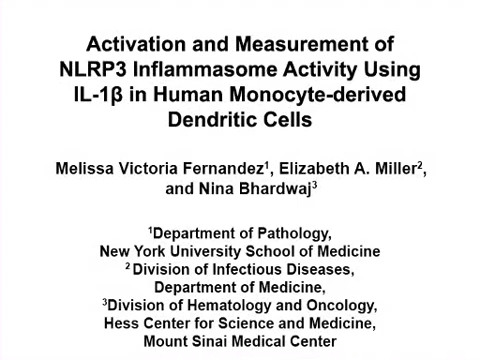 Activation and Measurement of
NLRP3 Inflammasome Activity Using
IL-1β in Human Monocyte-derived
Dendritic Cells
Melissa Victoria Fernandez¹, Elizabeth A. Miller²,
and Nina Bhardwaj³
¹Department of Pathology,
New York University School of Medicine
² Division of Infectious Diseases,
Department of Medicine,
³Division of Hematology and Oncology,
Hess Center for Science and Medicine,
Mount Sinai Medical Center